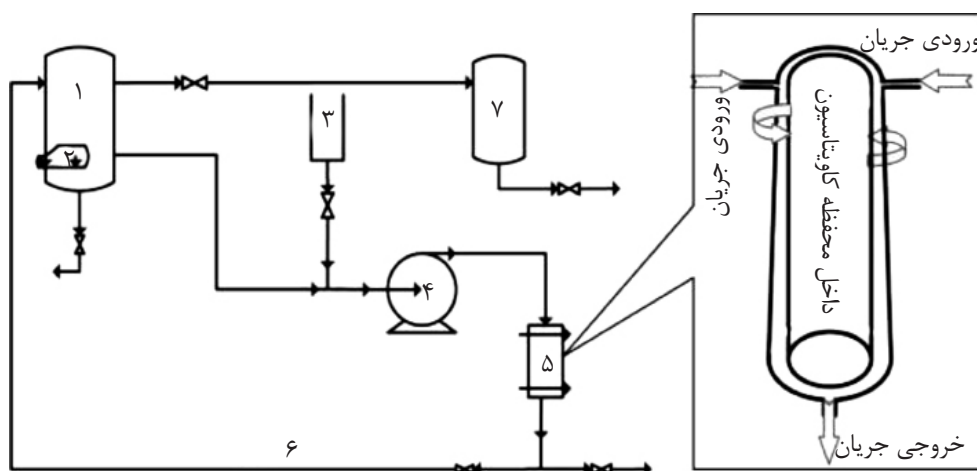 ۱
۲
۳
۴
۵
۶
۷
ورودی جریان
ورودی جریان
داخل محفظه کاویتاسیون
خروجی جریان